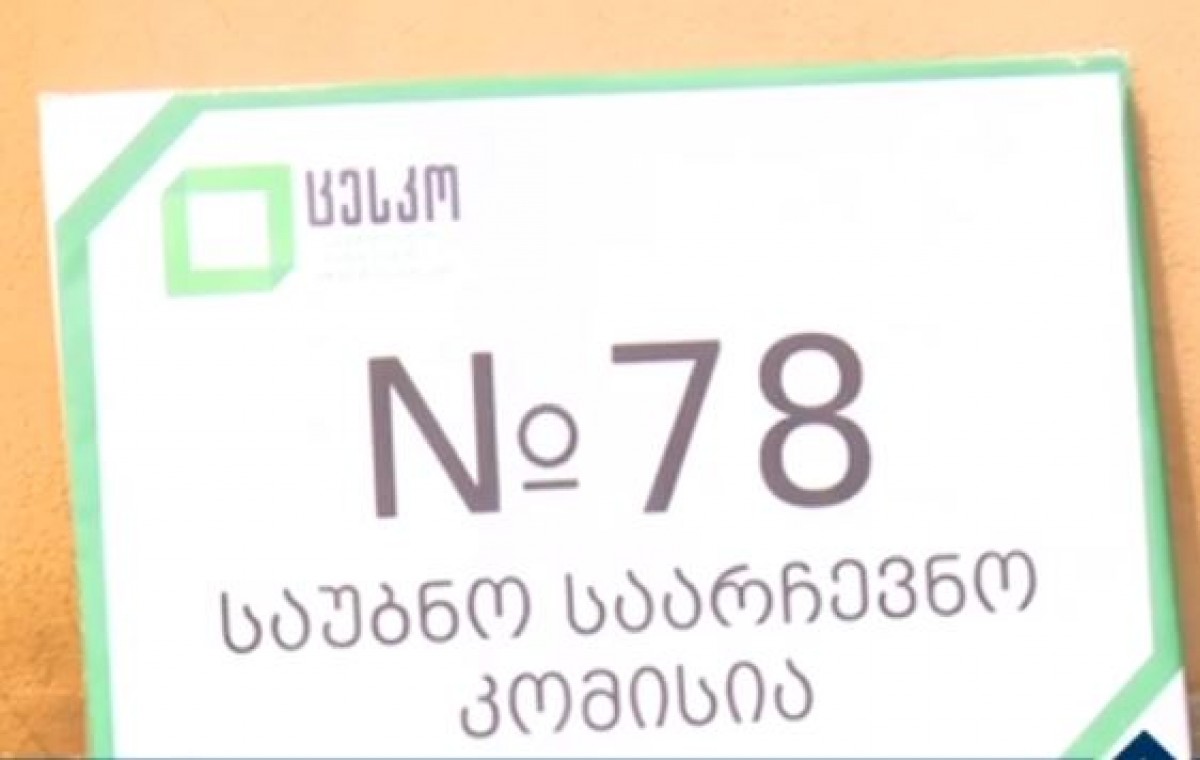 ცესკო
№78
საუბნო საარჩევნო
კომისია